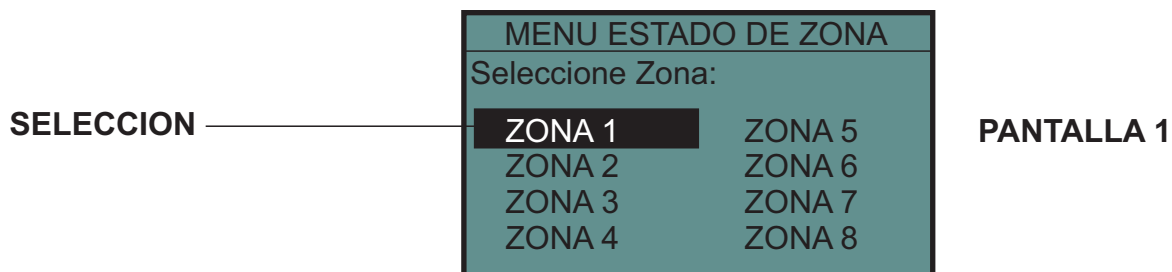 MENU ESTADO DE ZONA
Seleccione Zona:
SELECCION
ZONA 1 ZONA 5
PANTALLA 1
ZONA 2 ZONA 6
ZONA 3 ZONA 7
ZONA 4 ZONA 8